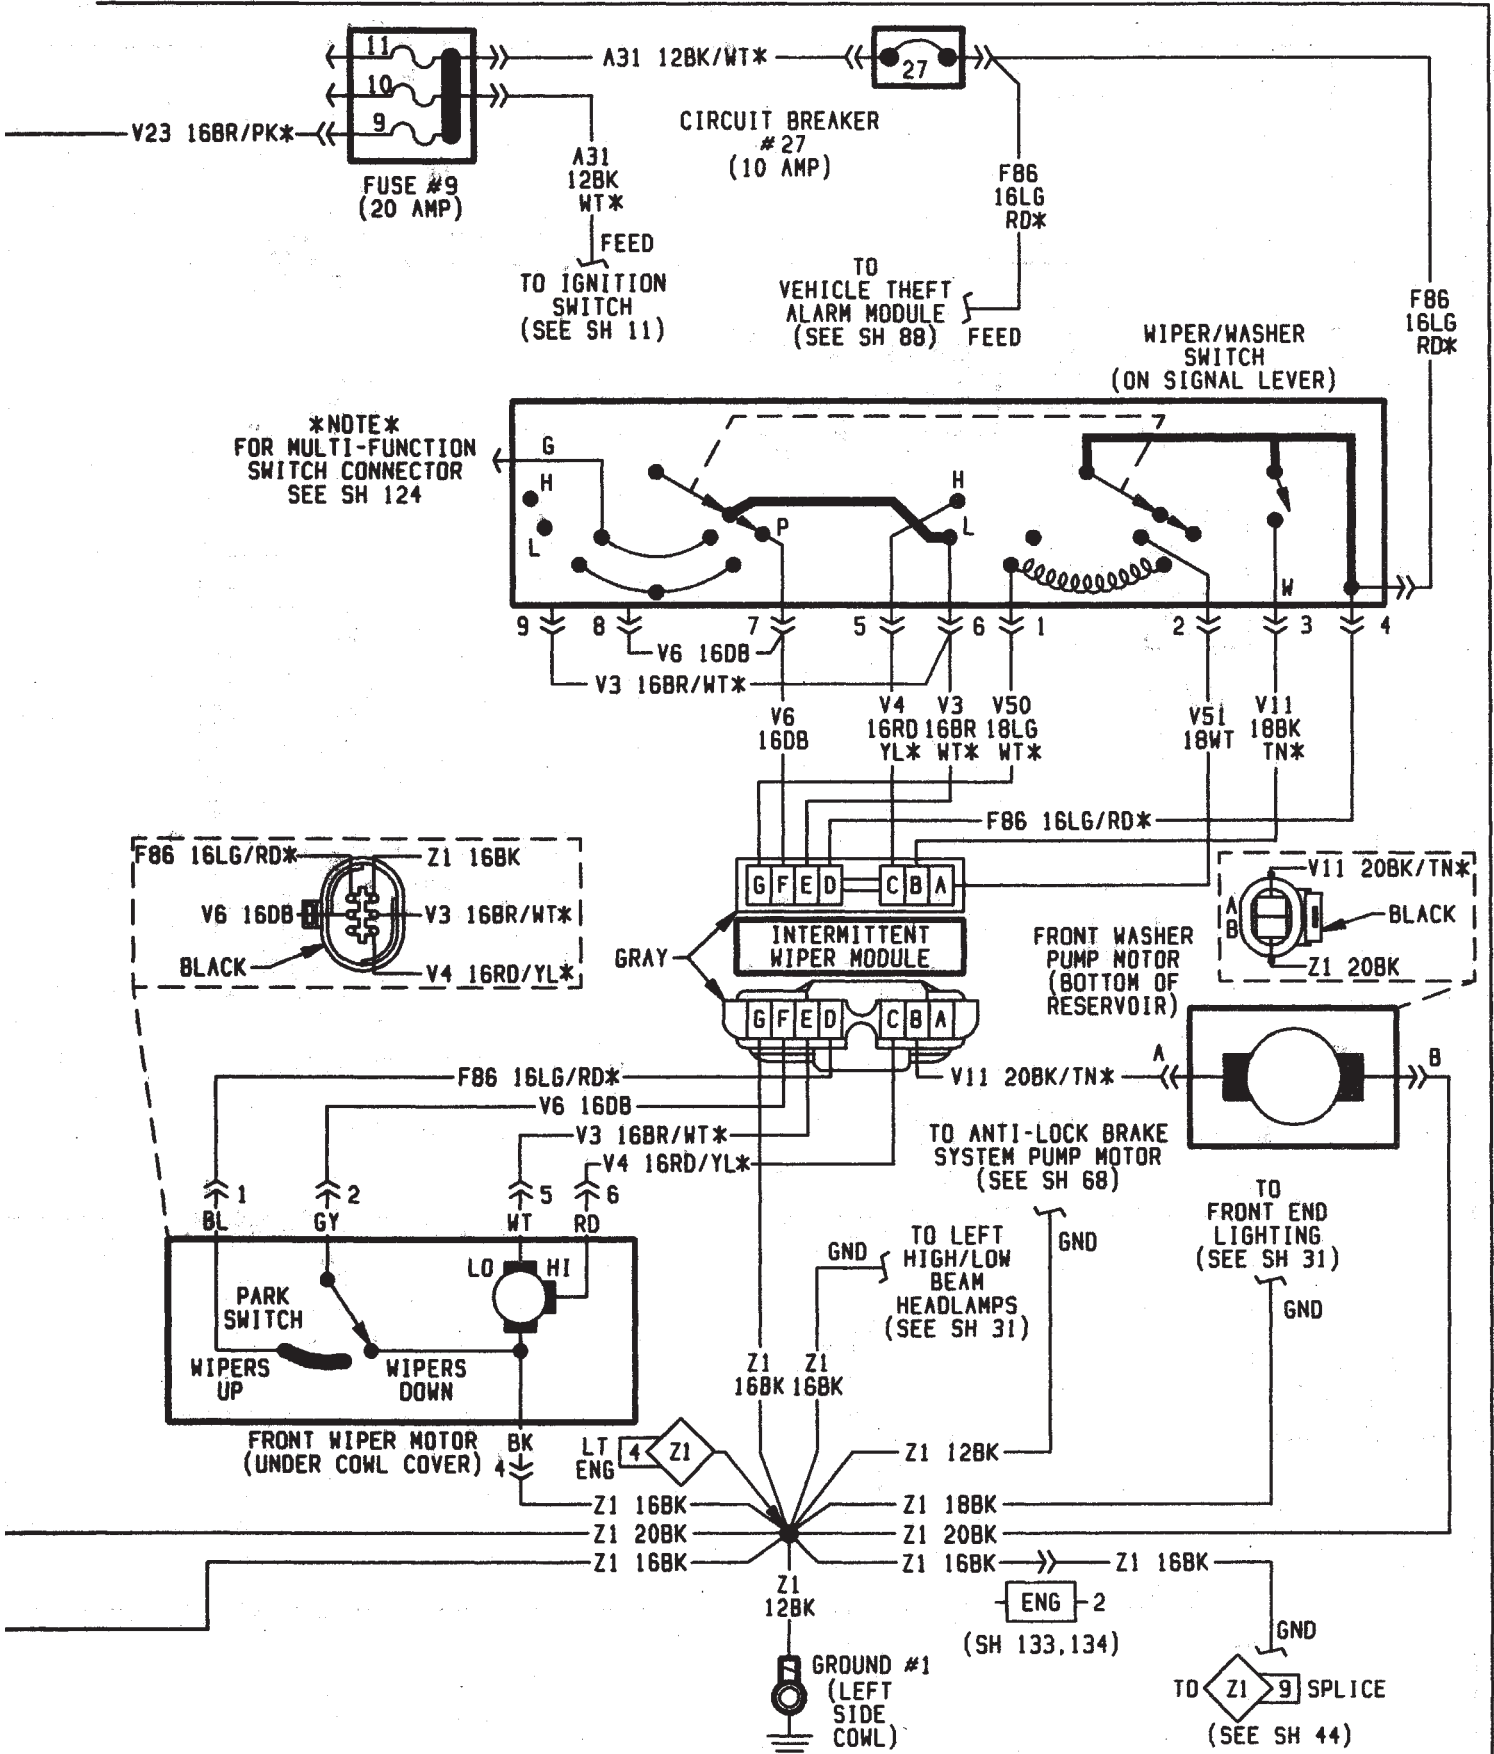 11
A31 12BK/WT*
27
10
9
V23 16BR/PK*
FUSE #9
(20 AMP)
A31
12BK
WT*
FEED
TO IGNITION
SWITCH
(SEE SH 11)
CIRCUIT BREAKER
#27
(10 AMP)
F86
16LG
RD*
TO
VEHICLE THEFT
ALARM MODULE
(SEE SH 88)
FEED
F86
16LG
RD*
WIPER/WASHER
SWITCH
(ON SIGNAL LEVER)
*NOTE*
FOR MULTI-FUNCTION
SWITCH CONNECTOR
SEE SH 124
G
H
L
P
H
L
W
9
8
7
5
6
1
2
3
4
V6 16DB
V3 16BR/WT*
V6
16DB
V4
16RD
YL*
V3
16BR
WT*
V50
18LG
WT*
V51
18WT
V11
18BK
TN*
F86 16LG/RD*
F86 16LG/RD*
Z1 16BK
V6 16DB
V3 16BR/WT*
BLACK
V4 16RD/YL*
G F E D C B A
GRAY
INTERMITTENT
WIPER MODULE
G F E D C B A
FRONT WASHER
PUMP MOTOR
(BOTTOM OF
RESERVOIR)
V11 20BK/TN*
A
B
BLACK
Z1 20BK
F86 16LG/RD*
V11 20BK/TN*
A
B
V6 16DB
V3 16BR/WT*
V4 16RD/YL*
1
2
5
6
BL
GY
WT
RD
LO
HI
PARK
SWITCH
WIPERS
UP
WIPERS
DOWN
FRONT WIPER MOTOR
(UNDER COWL COVER)
BK
4
TO ANTI-LOCK BRAKE
SYSTEM PUMP MOTOR
(SEE SH 68)
GND
TO LEFT
HIGH/LOW
BEAM
HEADLAMPS
(SEE SH 31)
GND
TO
FRONT END
LIGHTING
(SEE SH 31)
GND
Z1
16BK
Z1
16BK
LT
ENG
4
Z1
Z1 12BK
Z1 16BK
Z1 18BK
Z1 20BK
Z1 20BK
Z1 16BK
Z1 16BK
Z1 16BK
Z1
12BK
ENG
2
(SH 133,134)
GND
GROUND #1
(LEFT
SIDE
COWL)
TO
Z1
9
SPLICE
(SEE SH 44)